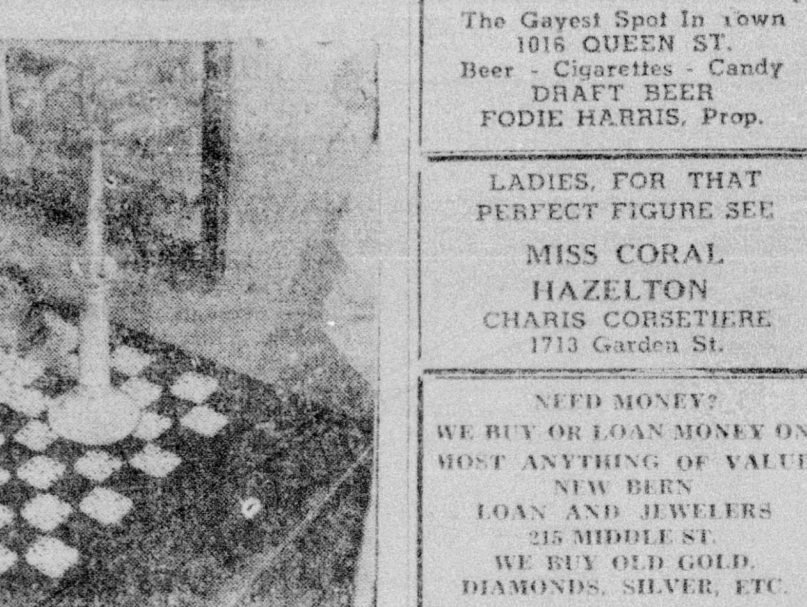 The Gayest Spot In Town
1016 QUEEN ST.
Beer - Cigarettes - Candy
DRAFT BEER
FODIE HARRIS, Prop.
LADIES, FOR THAT
PERFECT FIGURE SEE
MISS CORAL
HAZELTON
CHARIS CORSETIERE
1713 Garden St.
NEED MONEY?
WE BUY OR LOAN MONEY ON
MOST ANYTHING OF VALUE
NEW BERN
LOAN AND JEWELERS
215 MIDDLE ST.
WE BUY OLD GOLD,
DIAMONDS, SILVER, ETC.